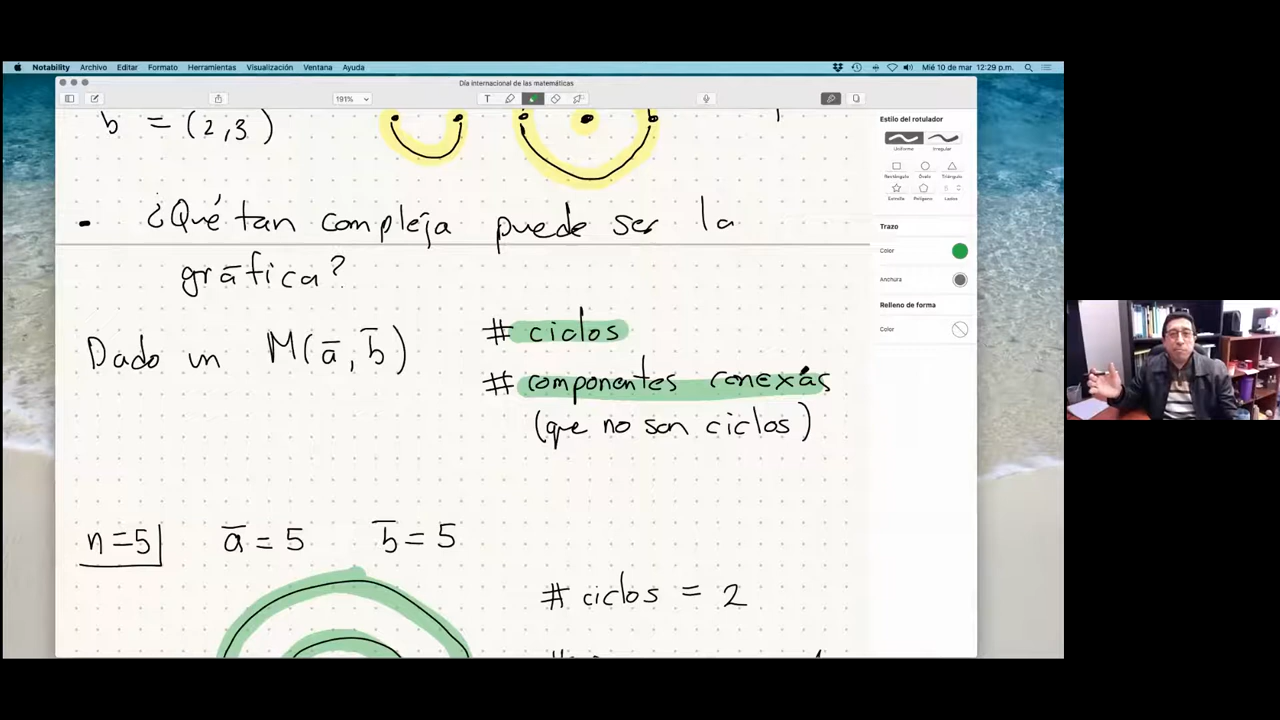 Notability Archivo Editar Formato Herramientas Visualización Ventana Ayuda
Mié 10 de mar 12:29 p.m.
Día internacional de las matemáticas
191%
T
Estilo del rotulador
Uniforme Irregular
Rectángulo Óvalo Triángulo
Estrella Polígono Lados
Trazo
Color
Anchura
Relleno de forma
Color
b = (2,3)
- ¿Qué tan compleja puede ser la
gráfica?
Dado un M(a̅, b̅)
# ciclos
# componentes conexas
(que no son ciclos)
n=5 a̅ = 5 b̅ = 5
# ciclos = 2